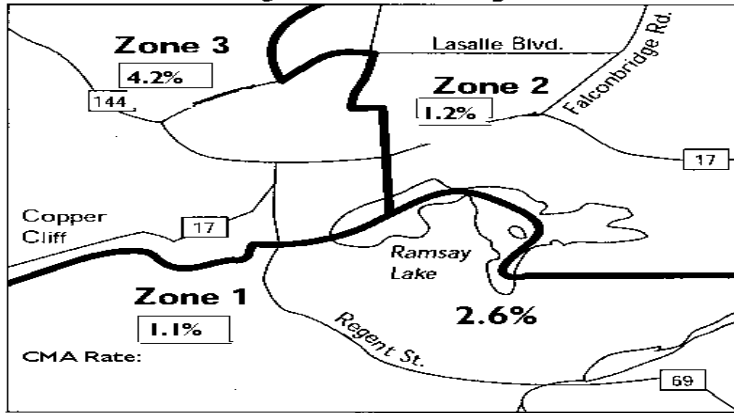 Zone 3
4.2%
Lasalle Blvd.
Falconbridge Rd.
Zone 2
1.2%
144
17
Copper
Cliff
17
Ramsay
Lake
Zone 1
1.1%
2.6%
Regent St.
CMA Rate:
69